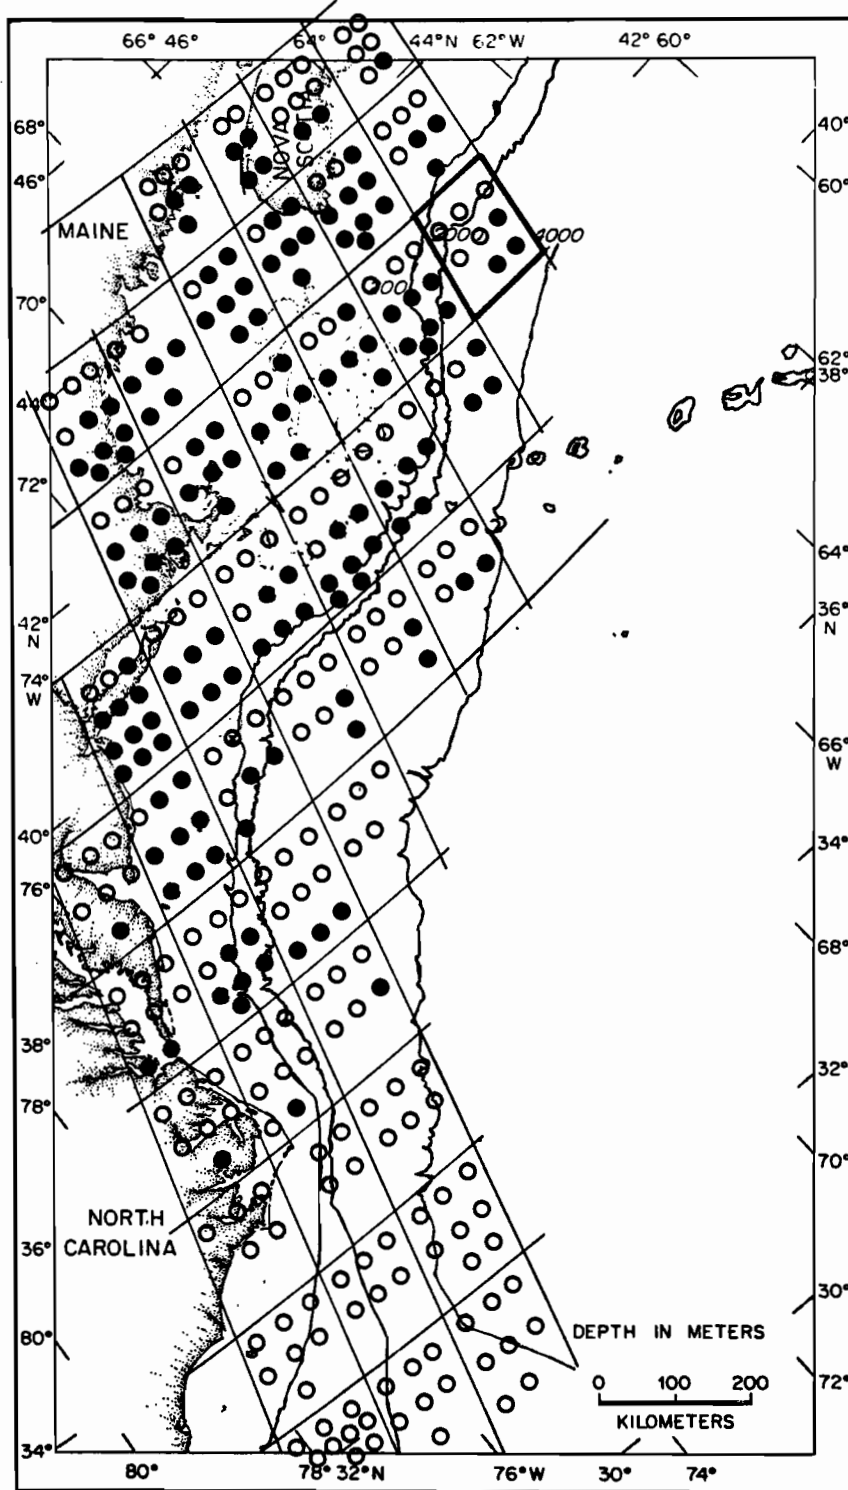 66° 46° 64° 44°N 62°W 42° 60°
68° 40°
46° 60°
NOVA
SCOTIA
MAINE
2000 4000
200
70°
62°
38°
44°
72°
64°
42°
N
36°
N
74°
W
66°
W
40°
34°
76°
68°
38°
32°
78°
70°
NORTH
CAROLINA
36°
30°
80°
DEPTH IN METERS
72°
0 100 200
KILOMETERS
34°
80° 78° 32°N 76°W 30° 74°